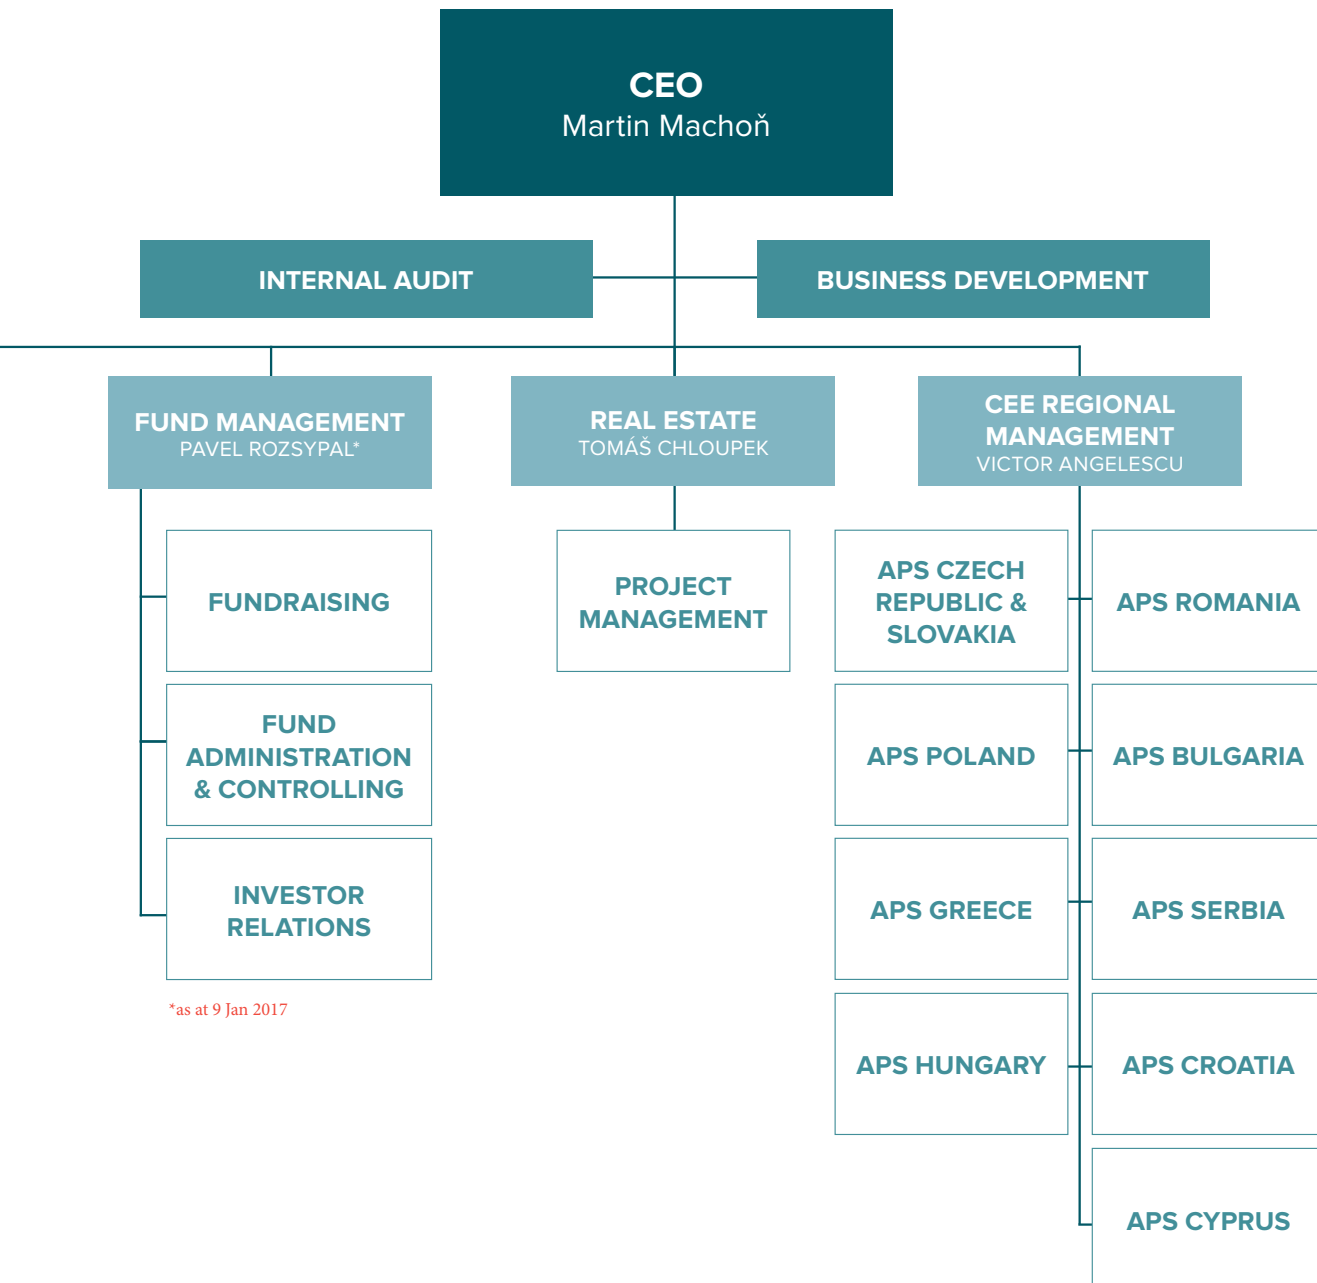 CEO
Martin Machoň
INTERNAL AUDIT
BUSINESS DEVELOPMENT
FUND MANAGEMENT
PAVEL ROZSYPAL*
REAL ESTATE
TOMÁŠ CHLOUPEK
CEE REGIONAL
MANAGEMENT
VICTOR ANGELESCU
FUNDRAISING
FUND
ADMINISTRATION
& CONTROLLING
INVESTOR
RELATIONS
*as at 9 Jan 2017
PROJECT
MANAGEMENT
APS CZECH
REPUBLIC &
SLOVAKIA
APS ROMANIA
APS POLAND
APS BULGARIA
APS GREECE
APS SERBIA
APS HUNGARY
APS CROATIA
APS CYPRUS